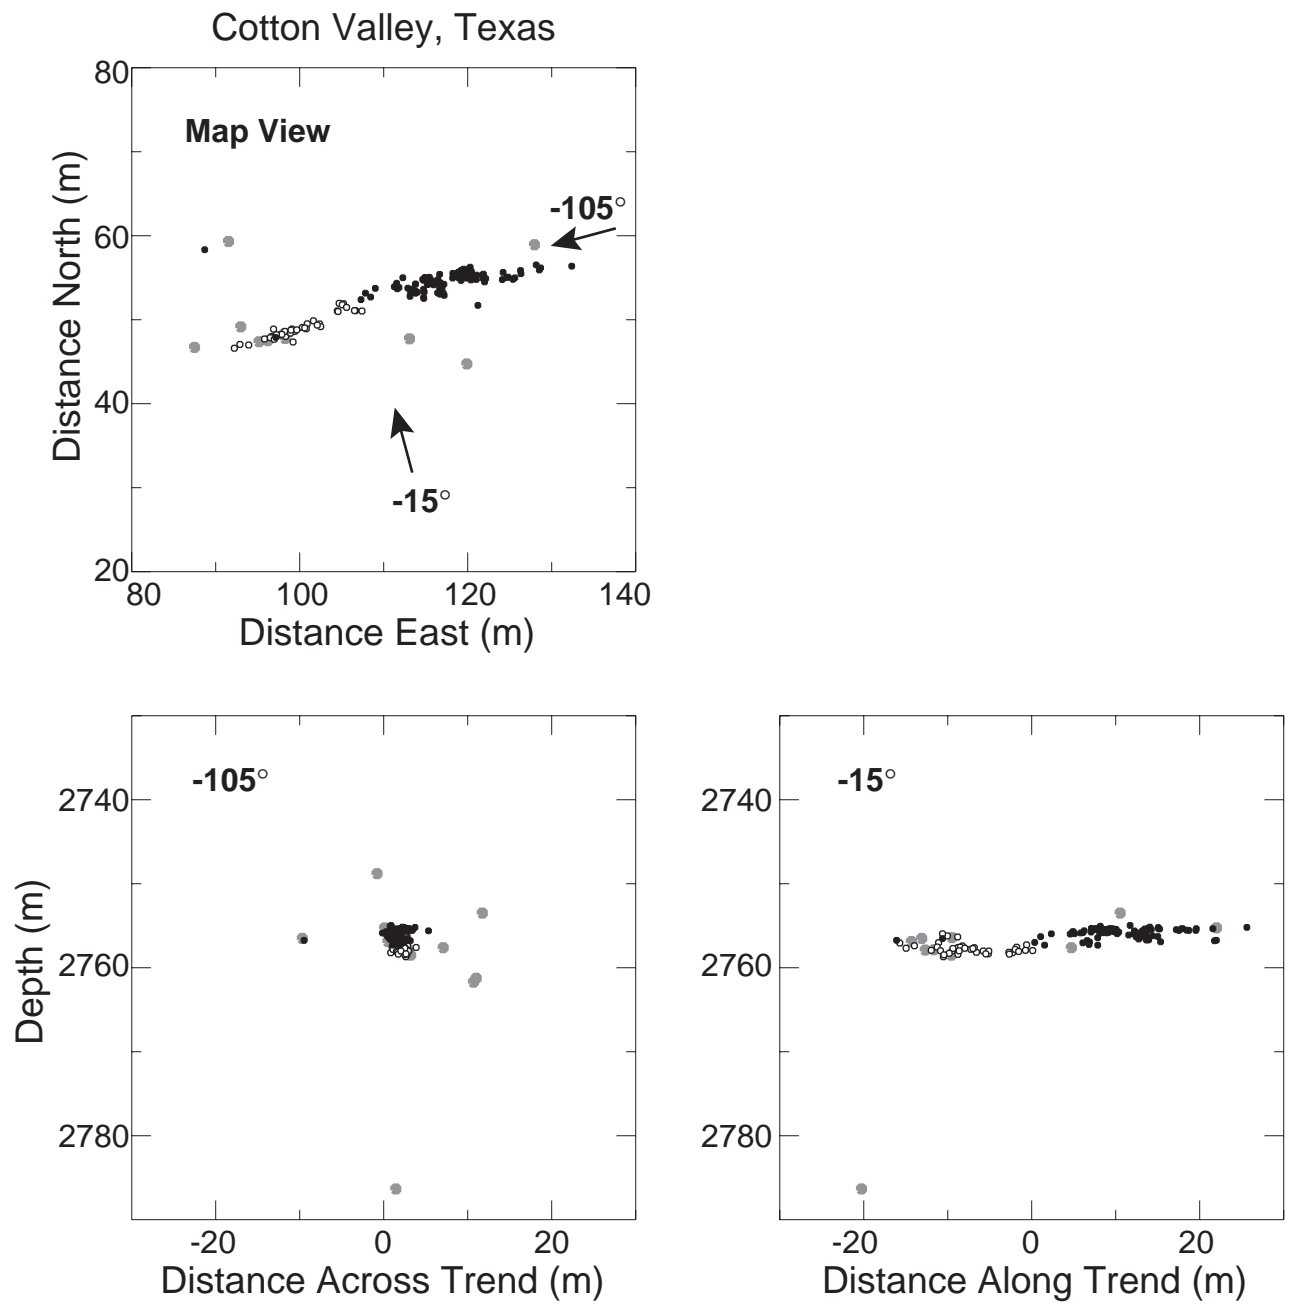 Cotton Valley, Texas
80
Map View
-105°
60
Distance North (m)
40
-15°
20
80 100 120 140
Distance East (m)
-105°
2740
2760
2780
Depth (m)
-20 0 20
Distance Across Trend (m)
-15°
2740
2760
2780
-20 0 20
Distance Along Trend (m)